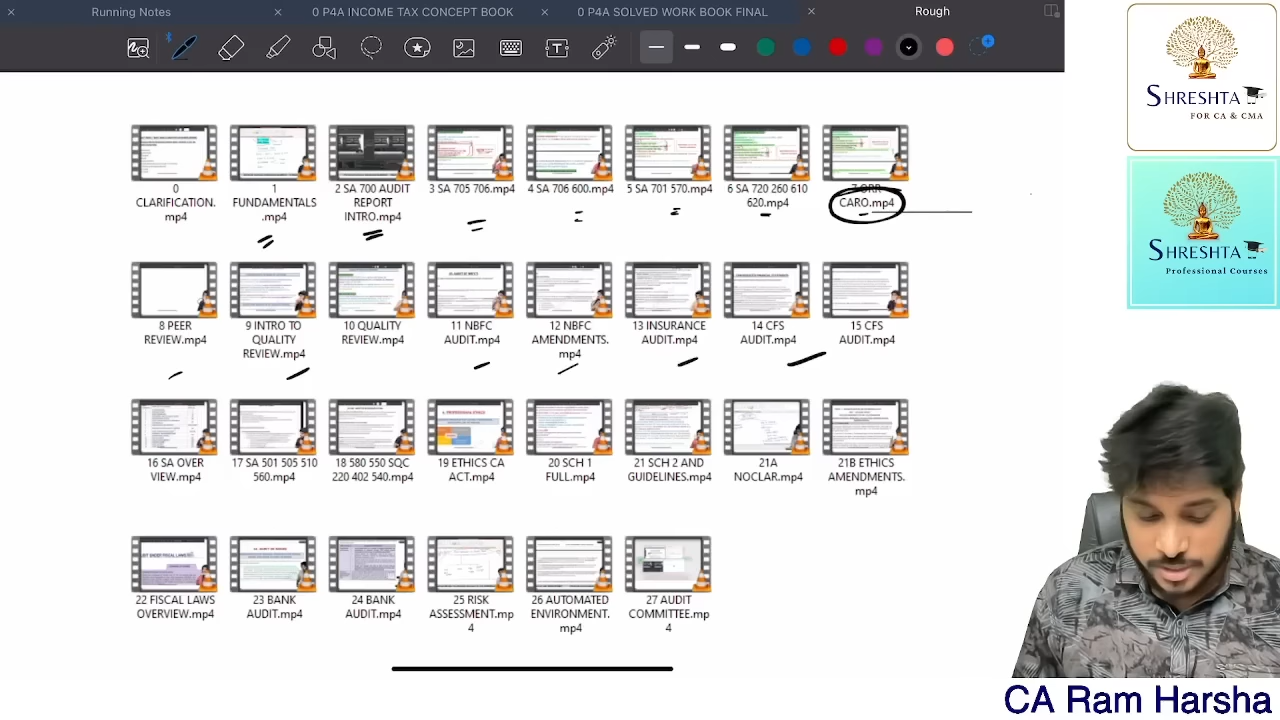 Running Notes
0 P4A INCOME TAX CONCEPT BOOK
0 P4A SOLVED WORK BOOK FINAL
Rough
SHRESHTA
FOR CA & CMA
SHRESHTA
Professional Courses
0
CLARIFICATION.
mp4
1
FUNDAMENTALS
.mp4
2 SA 700 AUDIT
REPORT
INTRO.mp4
3 SA 705 706.mp4
4 SA 706 600.mp4
5 SA 701 570.mp4
6 SA 720 260 610
620.mp4
CARO.mp4
8 PEER
REVIEW.mp4
9 INTRO TO
QUALITY
REVIEW.mp4
10 QUALITY
REVIEW.mp4
11 NBFC
AUDIT.mp4
12 NBFC
AMENDMENTS.
mp4
13 INSURANCE
AUDIT.mp4
14 CFS
AUDIT.mp4
15 CFS
AUDIT.mp4
16 SA OVER
VIEW.mp4
17 SA 501 505 510
560.mp4
18 580 550 SQC
220 402 540.mp4
19 ETHICS CA
ACT.mp4
20 SCH 1
FULL.mp4
21 SCH 2 AND
GUIDELINES.mp4
21A
NOCLAR.mp4
21B ETHICS
AMENDMENTS.
mp4
22 FISCAL LAWS
OVERVIEW.mp4
23 BANK
AUDIT.mp4
24 BANK
AUDIT.mp4
25 RISK
ASSESSMENT.mp
4
26 AUTOMATED
ENVIRONMENT.
mp4
27 AUDIT
COMMITTEE.mp
4
CA Ram Harsha